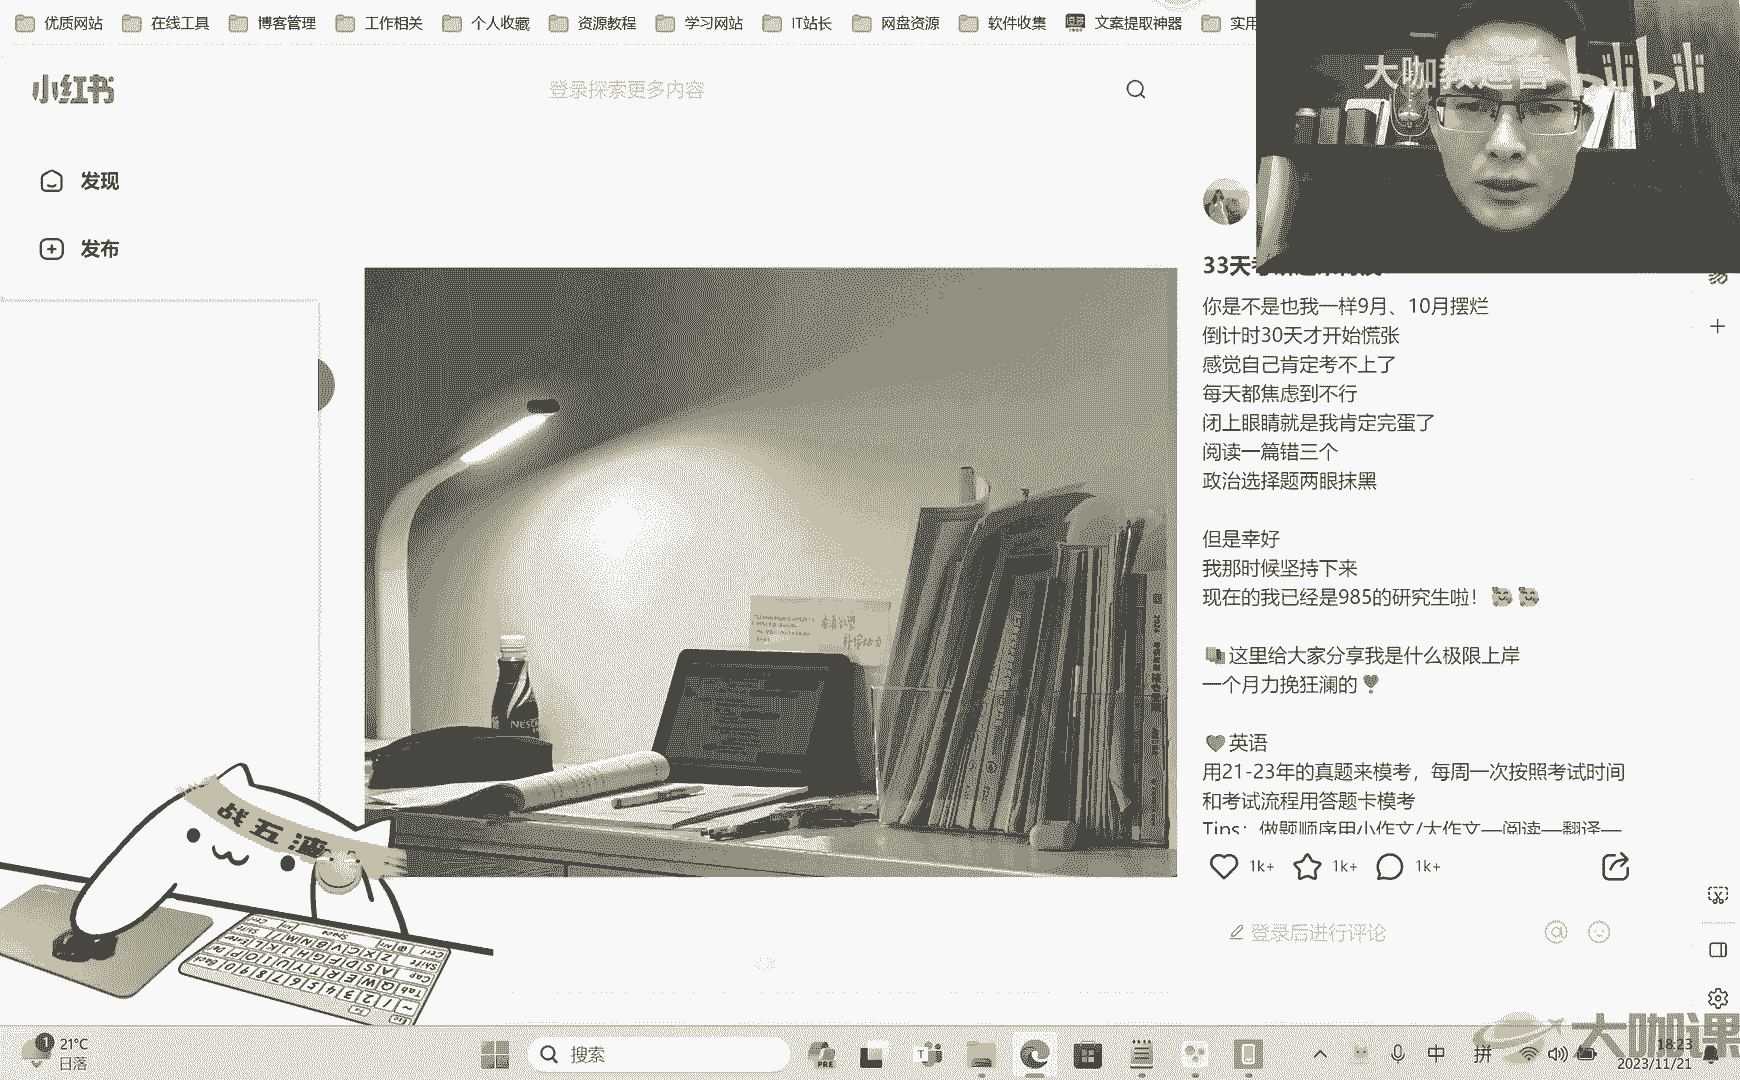 优质网站
在线工具
博客管理
工作相关
个人收藏
资源教程
学习网站
IT站长
网盘资源
软件收集
文案提取神器
实用
小红书
登录探索更多内容
大咖教运营 bilibili
发现
发布
33天
你是不是也我一样9月、10月摆烂
倒计时30天才开始慌张
感觉自己肯定考不上了
每天都焦虑到不行
闭上眼睛就是我肯定完蛋了
阅读一篇错三个
政治选择题两眼抹黑
但是幸好
我那时候坚持下来
现在的我已经是985的研究生啦！
这里给大家分享我是什么极限上岸
一个月力挽狂澜的
英语
用21-23年的真题来模考，每周一次按照考试时间
和考试流程用答题卡模考
Tips：做题顺序用小作文/大作文—阅读—翻译—
1k+
1k+
1k+
登录后进行评论
NESC
战五渣
大咖课
1
21°C
日落
搜索
PRE
中
拼
18:23
2023/11/21